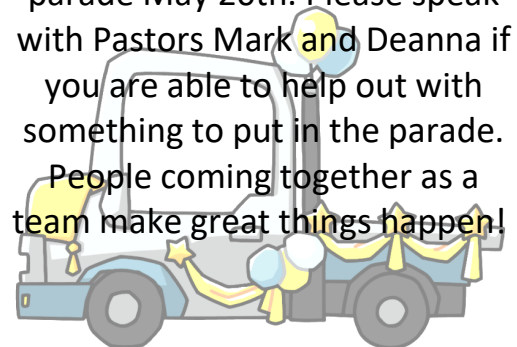 with Pastors Mark and Deanna if
you are able to help out with
something to put in the parade.
People coming together as a
team make great things happen!